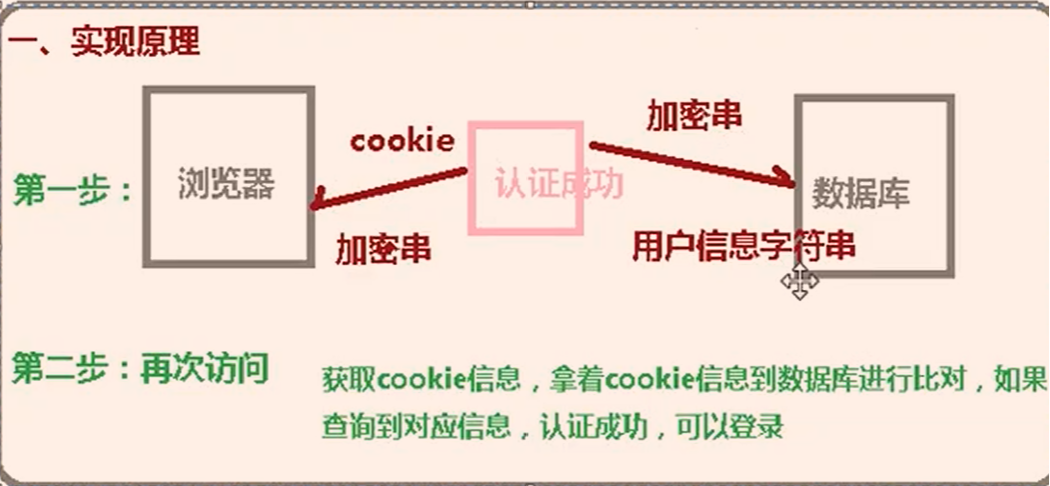 一、实现原理
加密串
cookie
第一步：
浏览器
认证成功
数据库
加密串
用户信息字符串
第二步：再次访问
获取cookie信息，拿着cookie信息到数据库进行比对，如果
查询到对应信息，认证成功，可以登录